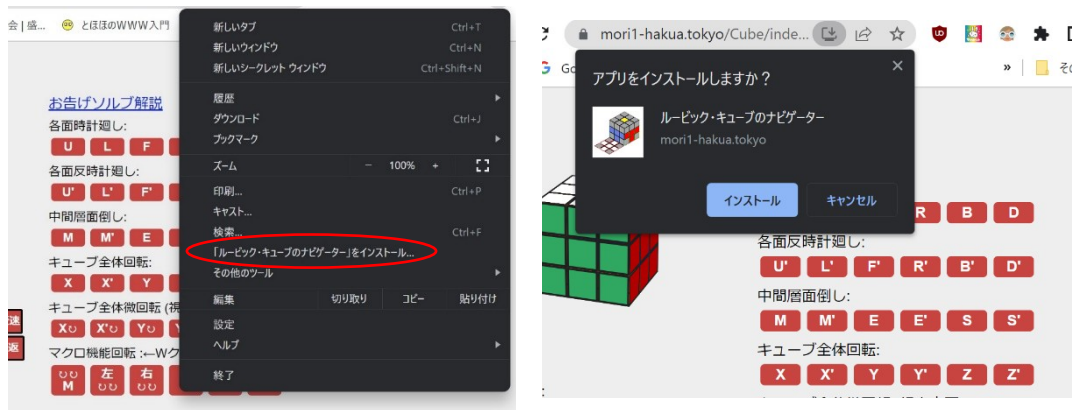 会 | 盛...
とほほのWWW入門
新しいタブ Ctrl+T
新しいウィンドウ Ctrl+N
新しいシークレット ウィンドウ Ctrl+Shift+N
履歴
ダウンロード Ctrl+J
ブックマーク
ズーム － 100% +
印刷... Ctrl+P
キャスト...
検索... Ctrl+F
「ルービック・キューブのナビゲーター」をインストール...
その他のツール
編集 切り取り コピー 貼り付け
設定
ヘルプ
終了
お告げソルブ解説
各面時計廻し:
U L F
各面反時計廻し:
U' L' F'
中間層面倒し:
M M' E
キューブ全体回転:
X X' Y
キューブ全体微回転 (視
速 X↻ X'↻ Y↻
返 マクロ機能回転 :←Wク
M 左 右
mori1-hakua.tokyo/Cube/inde...
»
アプリをインストールしますか？
ルービック・キューブのナビゲーター
mori1-hakua.tokyo
インストール キャンセル
R B D
各面反時計廻し:
U' L' F' R' B' D'
中間層面倒し:
M M' E E' S S'
キューブ全体回転:
X X' Y Y' Z Z'